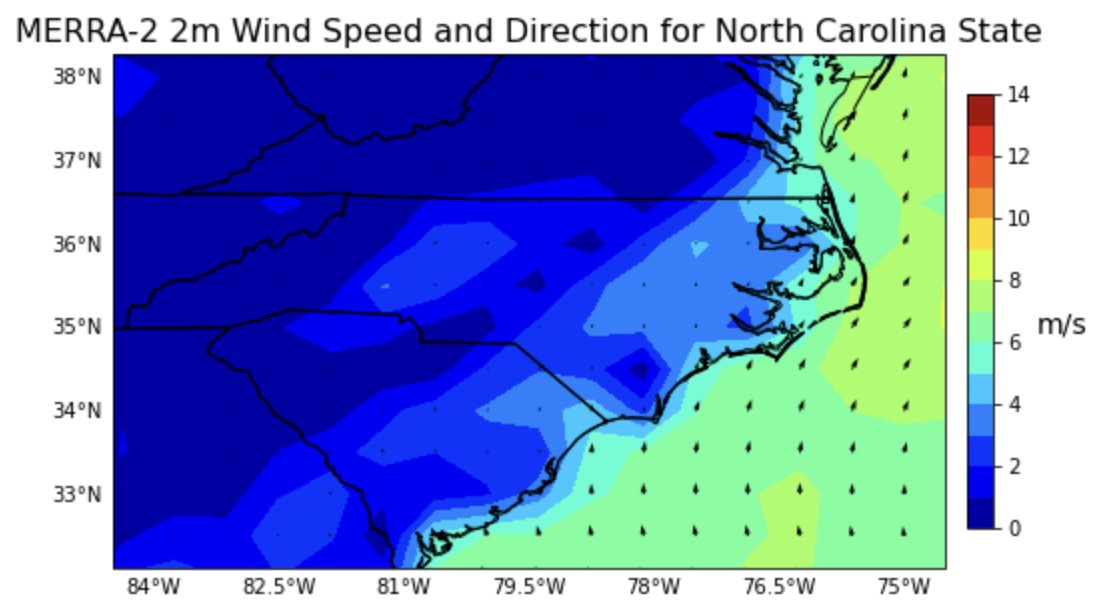 MERRA-2 2m Wind Speed and Direction for North Carolina State
38°N
37°N
36°N
35°N
34°N
33°N
84°W 82.5°W 81°W 79.5°W 78°W 76.5°W 75°W
14
12
10
8
6
4
2
0
m/s